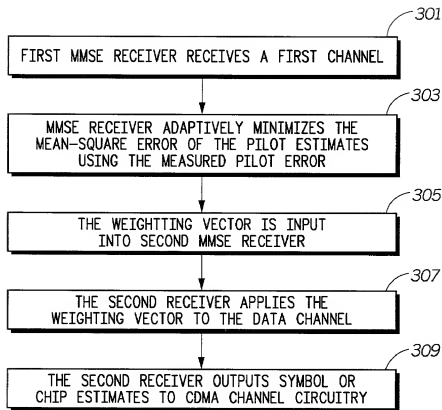 301
FIRST MMSE RECEIVER RECEIVES A FIRST CHANNEL
303
MMSE RECEIVER ADAPTIVELY MINIMIZES THE
MEAN-SQUARE ERROR OF THE PILOT ESTIMATES
USING THE MEASURED PILOT ERROR
305
THE WEIGHTTING VECTOR IS INPUT
INTO SECOND MMSE RECEIVER
307
THE SECOND RECEIVER APPLIES THE
WEIGHTING VECTOR TO THE DATA CHANNEL
309
THE SECOND RECEIVER OUTPUTS SYMBOL OR
CHIP ESTIMATES TO CDMA CHANNEL CIRCUITRY